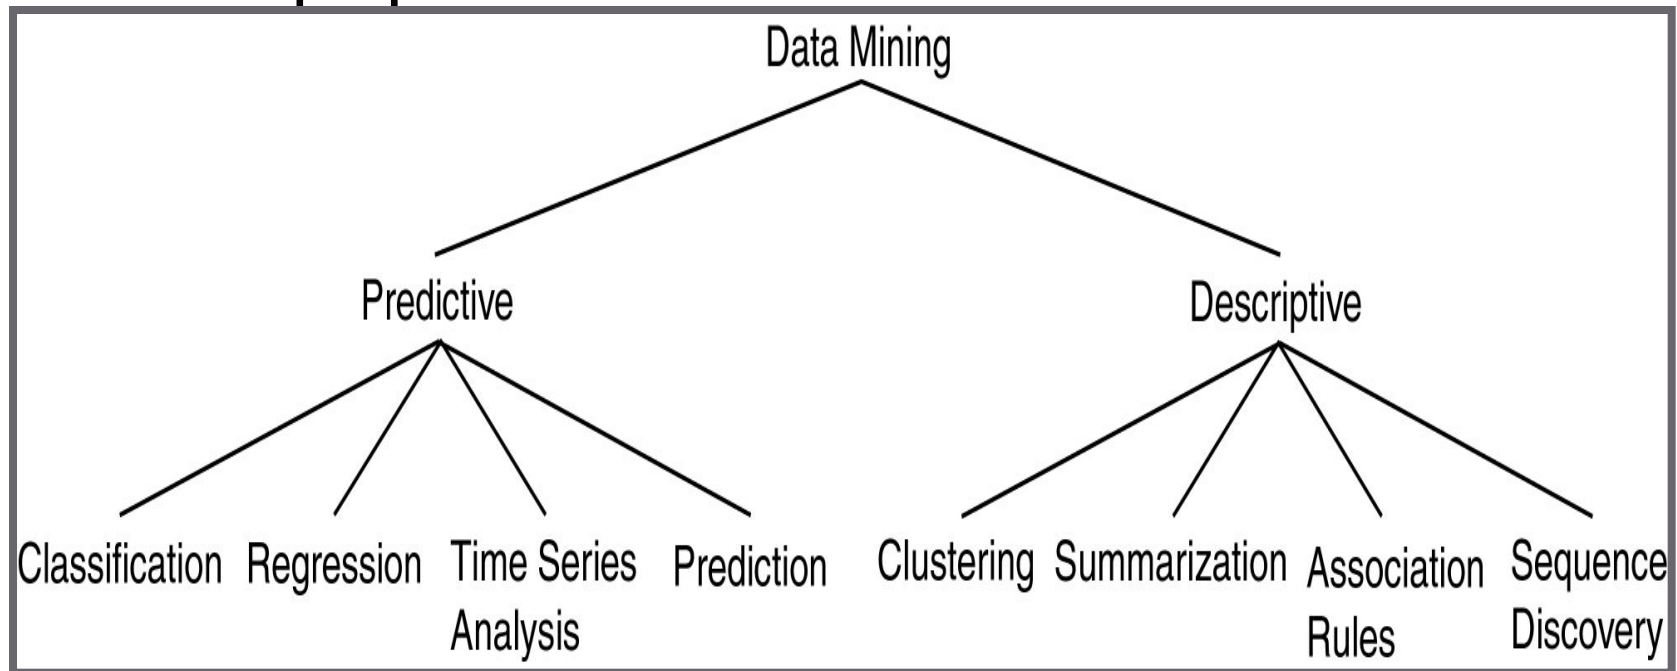 Data Mining
Predictive
Descriptive
Classification
Regression
Time Series
Analysis
Prediction
Clustering
Summarization
Association
Rules
Sequence
Discovery